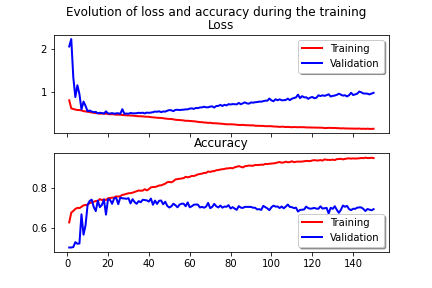 Evolution of loss and accuracy during the training
Loss
2
1
Training
Validation
Accuracy
0.8
0.6
Training
Validation
0 20 40 60 80 100 120 140